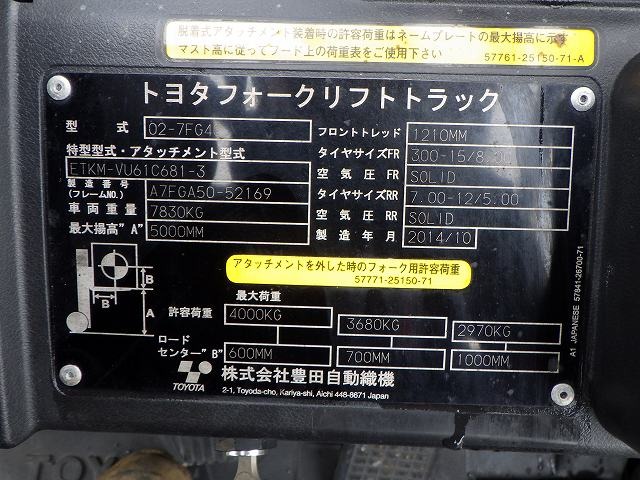 脱着式アタッチメント装着時の許容荷重はネームプレートの最大揚高に示す
マスト高に従ってフード上の荷重表をご使用下さい 57761-25150-71-A
トヨタフォークリフトトラック
型式 02-7FG4
特型型式・アタッチメント型式
ETKM-VU61C681-3
製造番号(フレームNO.) A7FGA50-52169
車両重量 7830KG
最大揚高"A" 5000MM
フロントトレッド 1210MM
タイヤサイズFR 300-15/8.00
空気圧FR SOLID
タイヤサイズRR 7.00-12/5.00
空気圧RR SOLID
製造年月 2014/10
アタッチメントを外した時のフォーク用許容荷重
57771-25150-71
B
B
A
最大荷重
許容荷重 4000KG 3680KG 2970KG
ロードセンター"B" 600MM 700MM 1000MM
TOYOTA 株式会社豊田自動織機
2-1, Toyoda-cho, Kariya-shi, Aichi 448-8671 Japan
A1 JAPANESE 57841-26700-71
TOYO